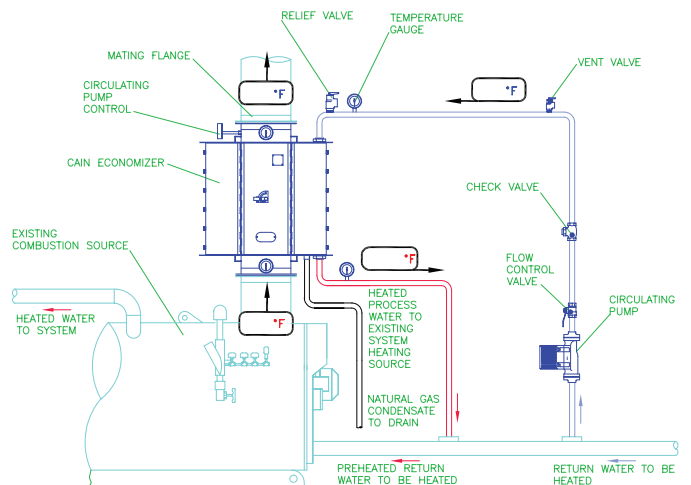 RELIEF VALVE
TEMPERATURE
GAUGE
MATING FLANGE
VENT VALVE
CIRCULATING
PUMP
CONTROL
°F
°F
CAIN ECONOMIZER
CHECK VALVE
EXISTING
COMBUSTION SOURCE
°F
FLOW
CONTROL
VALVE
HEATED
PROCESS
WATER TO
EXISTING
SYSTEM
HEATING
SOURCE
CIRCULATING
PUMP
HEATED WATER
TO SYSTEM
°F
NATURAL GAS
CONDENSATE
TO DRAIN
PREHEATED RETURN
WATER TO BE HEATED
RETURN WATER TO BE
HEATED